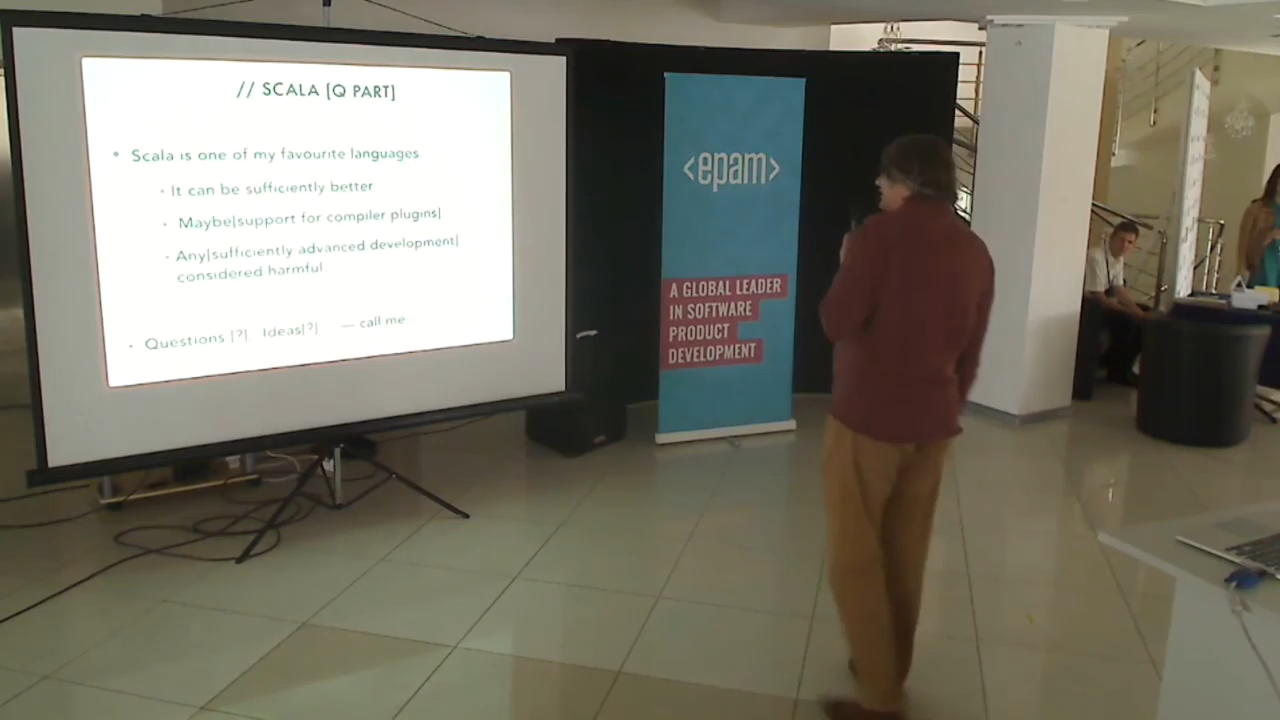 // SCALA [Q PART]
• Scala is one of my favourite languages
• It can be sufficiently better
• Maybe|support for compiler plugins|
• Any|sufficiently advanced development|
considered harmful
• Questions |?| Ideas|?| — call me
<epam>
A GLOBAL LEADER
IN SOFTWARE
PRODUCT
DEVELOPMENT